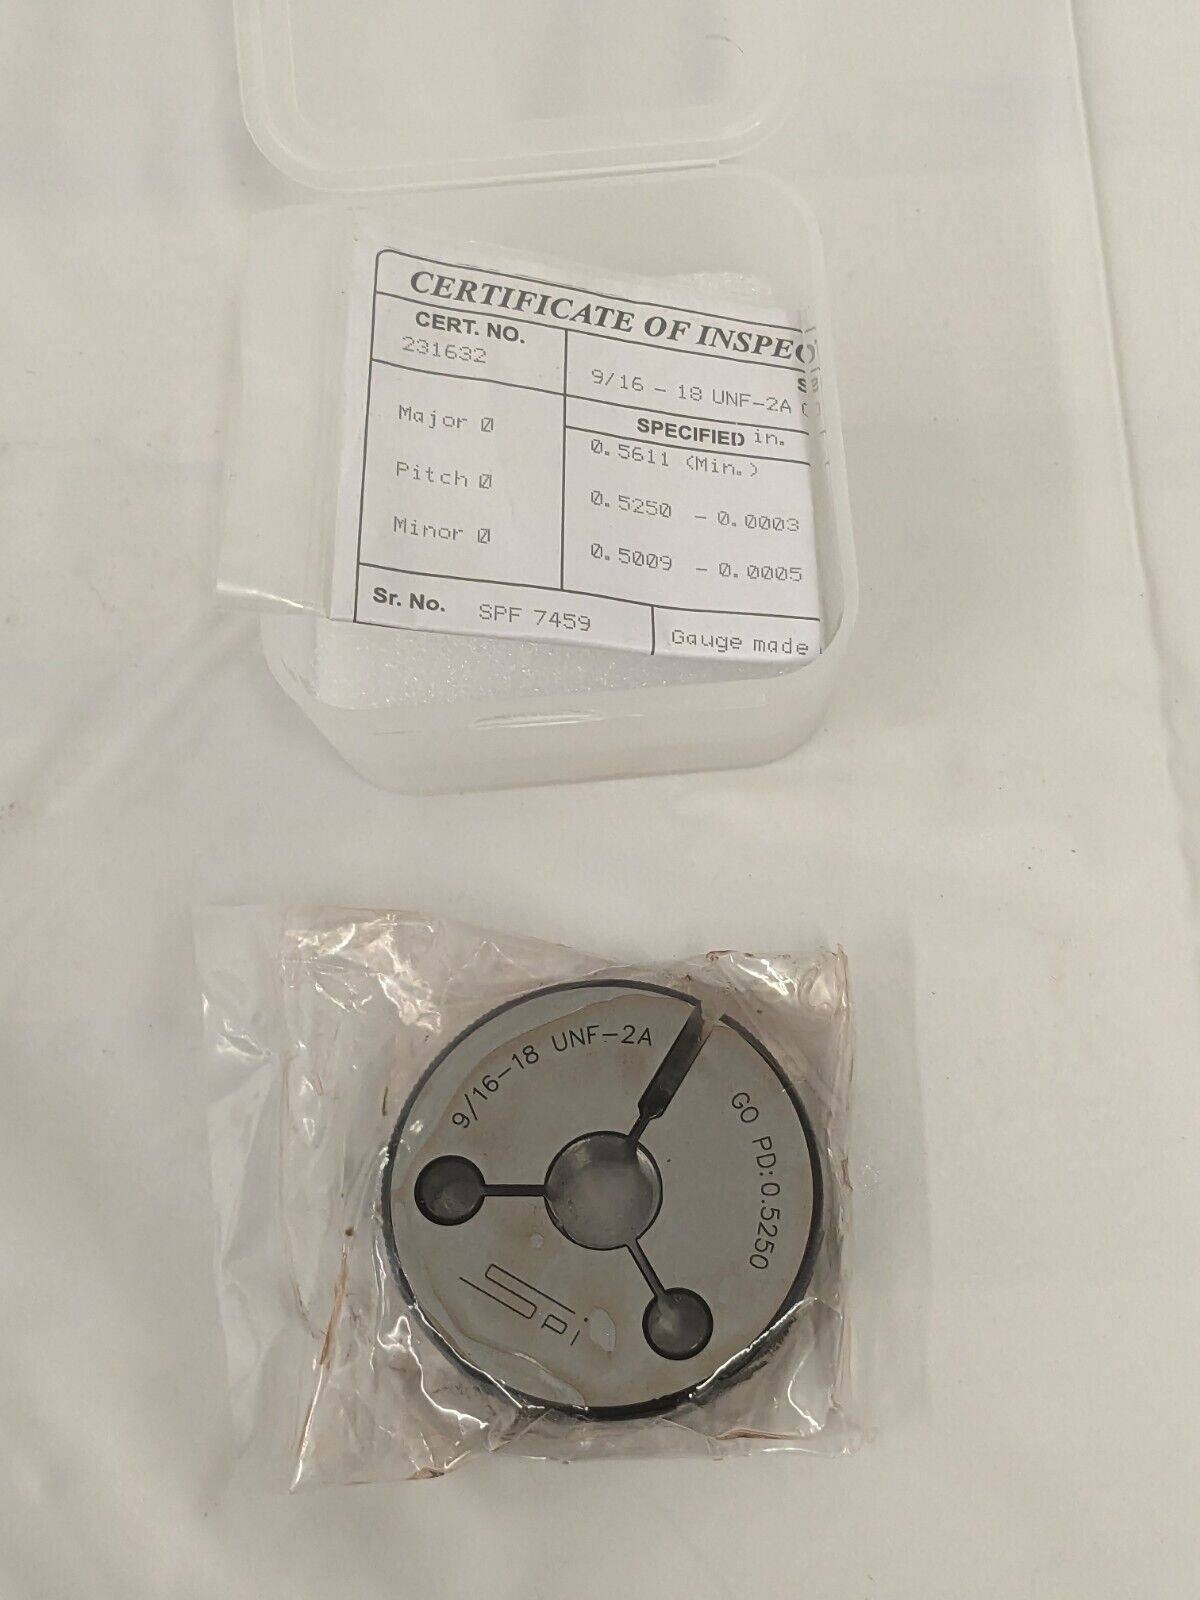 CERTIFICATE OF INSPEC
CERT. NO.
231632
9/16 - 18 UNF-2A
Major Ø
SPECIFIED in.
0.5611 (Min.)
Pitch Ø
0.5250 - 0.0003
Minor Ø
0.5009 - 0.0005
Sr. No. SPF 7459
Gauge made
9/16-18 UNF-2A
GO PD:0.5250
Spi